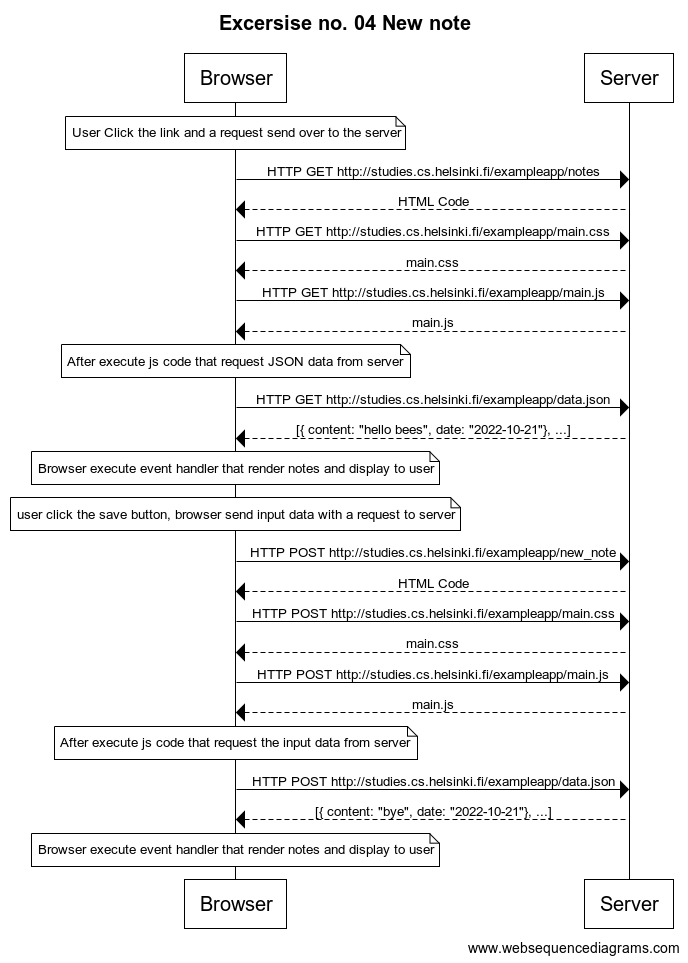 Excersise no. 04 New note
Browser
Server
User Click the link and a request send over to the server
HTTP GET http://studies.cs.helsinki.fi/exampleapp/notes
HTML Code
HTTP GET http://studies.cs.helsinki.fi/exampleapp/main.css
main.css
HTTP GET http://studies.cs.helsinki.fi/exampleapp/main.js
main.js
After execute js code that request JSON data from server
HTTP GET http://studies.cs.helsinki.fi/exampleapp/data.json
[{ content: "hello bees", date: "2022-10-21"}, ...]
Browser execute event handler that render notes and display to user
user click the save button, browser send input data with a request to server
HTTP POST http://studies.cs.helsinki.fi/exampleapp/new_note
HTML Code
HTTP POST http://studies.cs.helsinki.fi/exampleapp/main.css
main.css
HTTP POST http://studies.cs.helsinki.fi/exampleapp/main.js
main.js
After execute js code that request the input data from server
HTTP POST http://studies.cs.helsinki.fi/exampleapp/data.json
[{ content: "bye", date: "2022-10-21"}, ...]
Browser execute event handler that render notes and display to user
Browser
Server
www.websequencediagrams.com